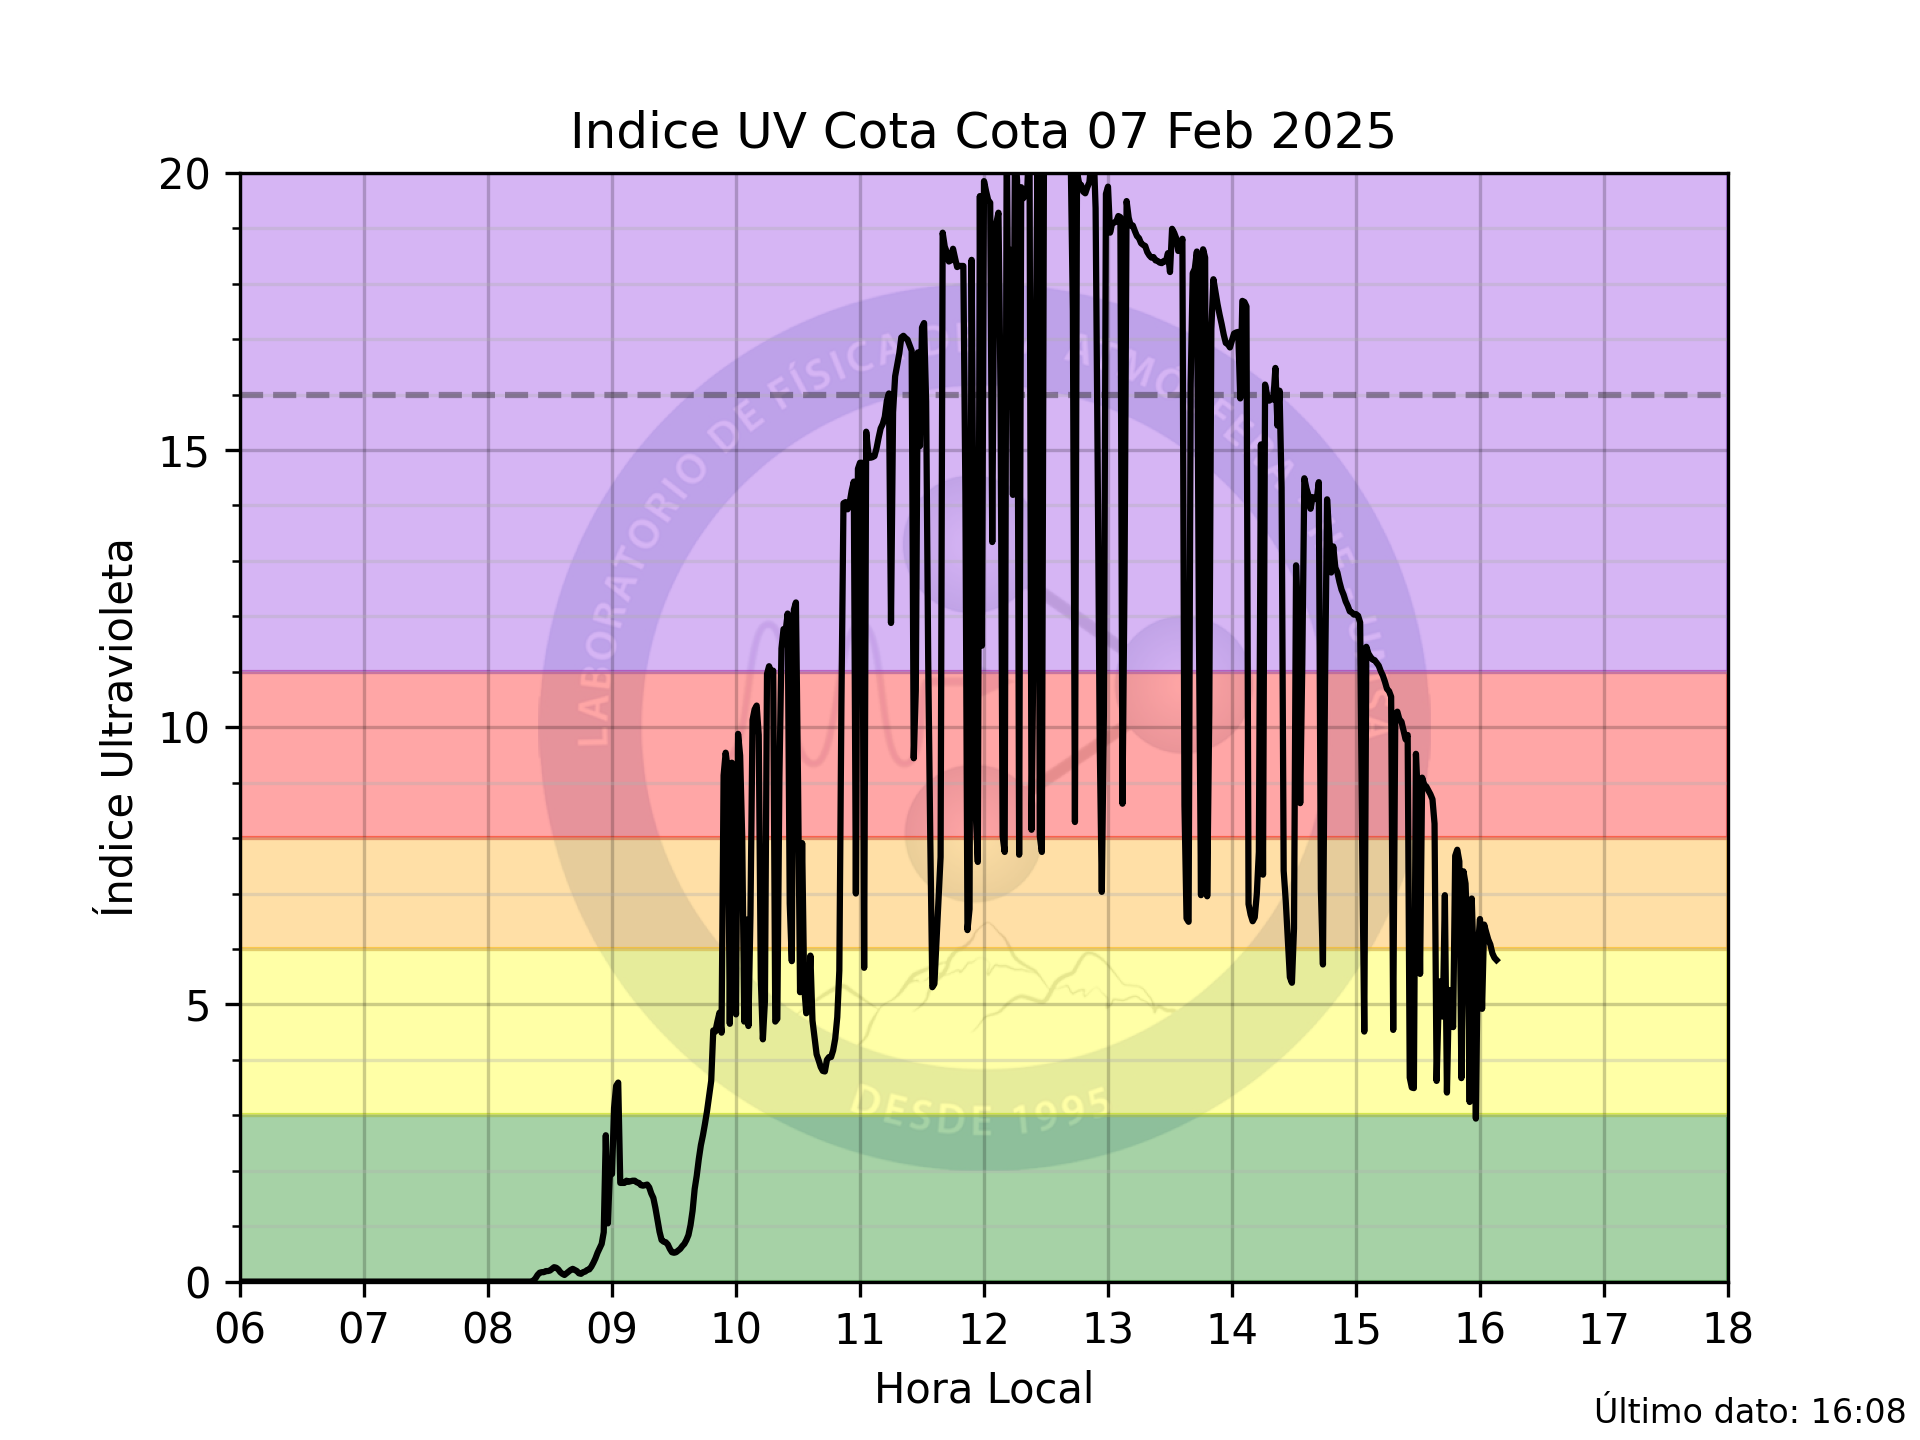 Indice UV Cota Cota 07 Feb 2025
20
15
10
5
0
Índice Ultravioleta
LABORATORIO DE FÍSICA DE
DESDE 1995
06 07 08 09 10 11 12 13 14 15 16 17 18
Hora Local
Último dato: 16:08